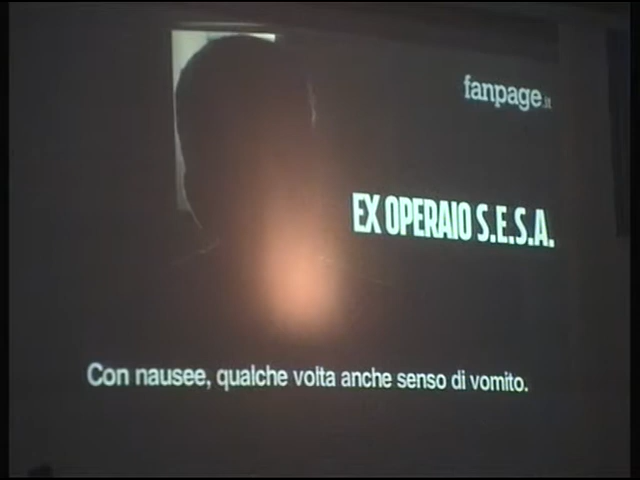 fanpage.it
EX OPERAIO S.E.S.A.
Con nausee, qualche volta anche senso di vomito.